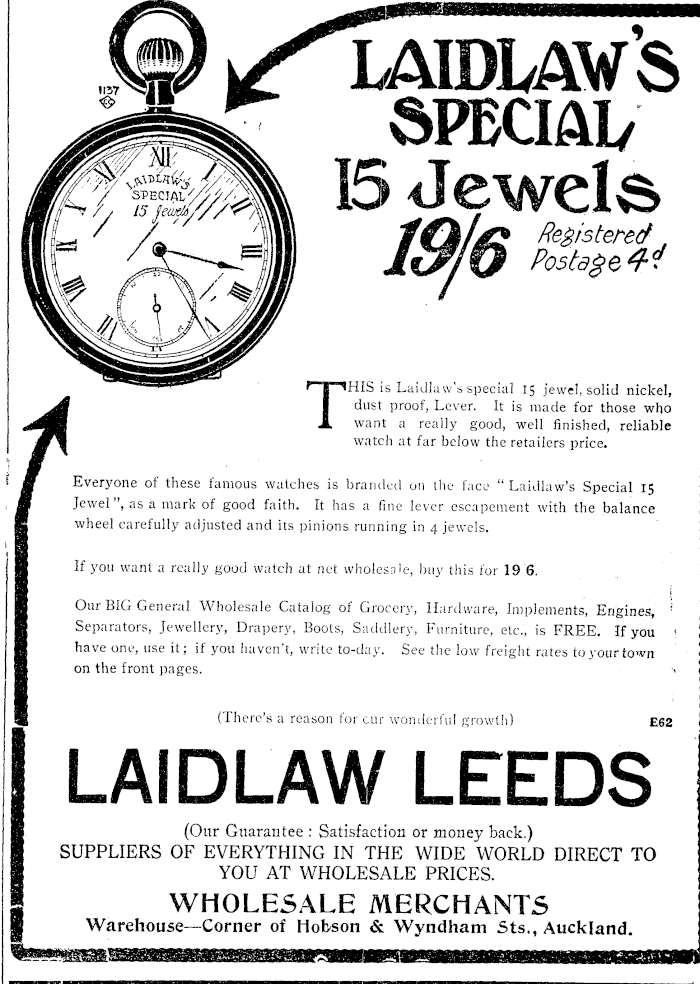 1137
EG
XII
I
II
III
IIII
V
IX
X
XI
LAIDLAW'S
SPECIAL
15 Jewels
LAIDLAW'S
SPECIAL
15 Jewels
19/6 Registered
Postage 4d
THIS is Laidlaw's special 15 jewel, solid nickel,
dust proof, Lever. It is made for those who
want a really good, well finished, reliable
watch at far below the retailers price.
Everyone of these famous watches is branded on the face "Laidlaw's Special 15
Jewel", as a mark of good faith. It has a fine lever escapement with the balance
wheel carefully adjusted and its pinions running in 4 jewels.
If you want a really good watch at net wholesale, buy this for 19 6.
Our BIG General Wholesale Catalog of Grocery, Hardware, Implements, Engines,
Separators, Jewellery, Drapery, Boots, Saddlery, Furniture, etc., is FREE. If you
have one, use it; if you haven't, write to-day. See the low freight rates to your town
on the front pages.
(There's a reason for our wonderful growth)
E62
LAIDLAW LEEDS
(Our Guarantee : Satisfaction or money back.)
SUPPLIERS OF EVERYTHING IN THE WIDE WORLD DIRECT TO
YOU AT WHOLESALE PRICES.
WHOLESALE MERCHANTS
Warehouse—Corner of Hobson & Wyndham Sts., Auckland.